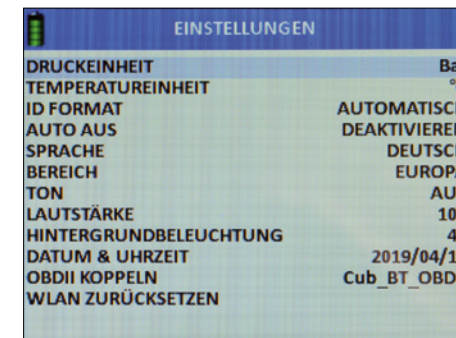 EINSTELLUNGEN
DRUCKEINHEIT Ba
TEMPERATUREINHEIT °
ID FORMAT AUTOMATISC
AUTO AUS DEAKTIVIERE
SPRACHE DEUTSC
BEREICH EUROP
TON AU
LAUTSTÄRKE 10
HINTERGRUNDBELEUCHTUNG 4
DATUM & UHRZEIT 2019/04/1
OBDII KOPPELN Cub_BT_OBD
WLAN ZURÜCKSETZEN